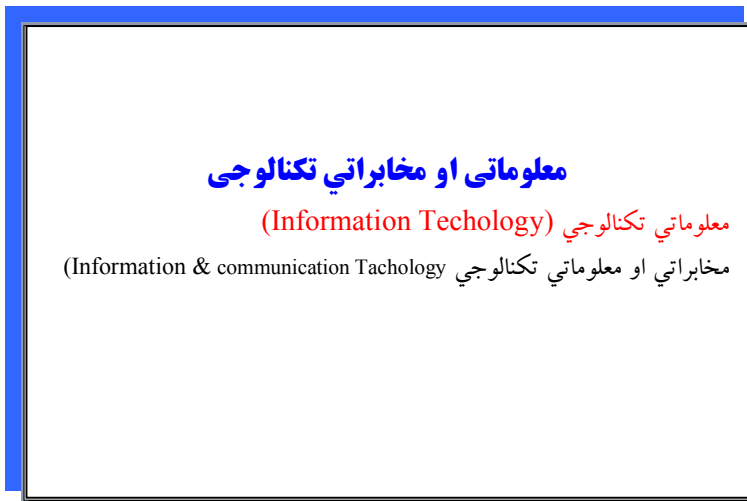 معلوماتی او مخابراتي تکنالوجی
معلوماتي تکنالوجي (Information Techology)
مخابراتي او معلوماتي تکنالوجي Information & communication Tachology)